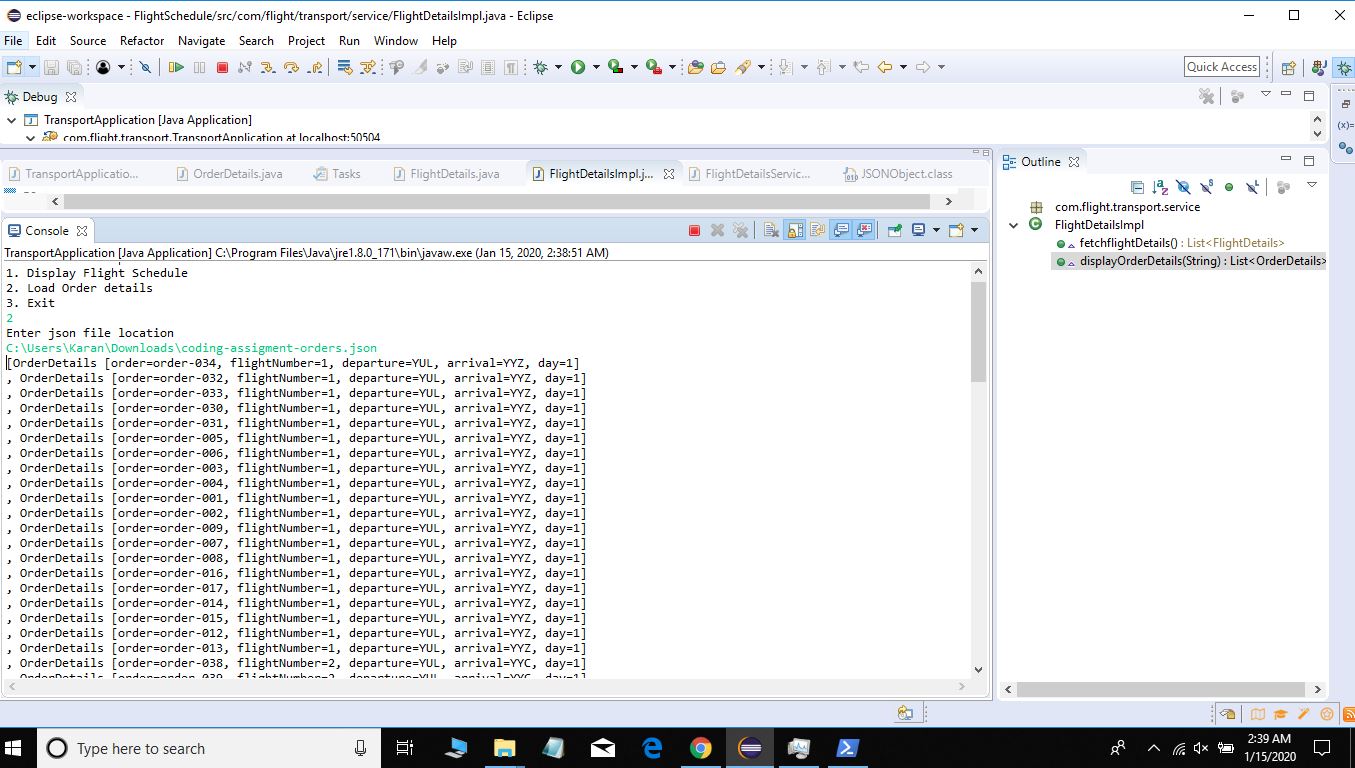 eclipse-workspace - FlightSchedule/src/com/flight/transport/service/FlightDetailsImpl.java - Eclipse
File Edit Source Refactor Navigate Search Project Run Window Help
Quick Access
Debug
TransportApplication [Java Application]
com.flight.transport.TransportApplication at localhost:50504
TransportApplicatio... OrderDetails.java Tasks FlightDetails.java FlightDetailsImpl.j... FlightDetailsServic... JSONObject.class
Outline
com.flight.transport.service
FlightDetailsImpl
fetchflightDetails() : List<FlightDetails>
displayOrderDetails(String) : List<OrderDetails>
Console
TransportApplication [Java Application] C:\Program Files\Java\jre1.8.0_171\bin\javaw.exe (Jan 15, 2020, 2:38:51 AM)
1. Display Flight Schedule
2. Load Order details
3. Exit
2
Enter json file location
C:\Users\Karan\Downloads\coding-assigment-orders.json
[OrderDetails [order=order-034, flightNumber=1, departure=YUL, arrival=YYZ, day=1]
, OrderDetails [order=order-032, flightNumber=1, departure=YUL, arrival=YYZ, day=1]
, OrderDetails [order=order-033, flightNumber=1, departure=YUL, arrival=YYZ, day=1]
, OrderDetails [order=order-030, flightNumber=1, departure=YUL, arrival=YYZ, day=1]
, OrderDetails [order=order-031, flightNumber=1, departure=YUL, arrival=YYZ, day=1]
, OrderDetails [order=order-005, flightNumber=1, departure=YUL, arrival=YYZ, day=1]
, OrderDetails [order=order-006, flightNumber=1, departure=YUL, arrival=YYZ, day=1]
, OrderDetails [order=order-003, flightNumber=1, departure=YUL, arrival=YYZ, day=1]
, OrderDetails [order=order-004, flightNumber=1, departure=YUL, arrival=YYZ, day=1]
, OrderDetails [order=order-001, flightNumber=1, departure=YUL, arrival=YYZ, day=1]
, OrderDetails [order=order-002, flightNumber=1, departure=YUL, arrival=YYZ, day=1]
, OrderDetails [order=order-009, flightNumber=1, departure=YUL, arrival=YYZ, day=1]
, OrderDetails [order=order-007, flightNumber=1, departure=YUL, arrival=YYZ, day=1]
, OrderDetails [order=order-008, flightNumber=1, departure=YUL, arrival=YYZ, day=1]
, OrderDetails [order=order-016, flightNumber=1, departure=YUL, arrival=YYZ, day=1]
, OrderDetails [order=order-017, flightNumber=1, departure=YUL, arrival=YYZ, day=1]
, OrderDetails [order=order-014, flightNumber=1, departure=YUL, arrival=YYZ, day=1]
, OrderDetails [order=order-015, flightNumber=1, departure=YUL, arrival=YYZ, day=1]
, OrderDetails [order=order-012, flightNumber=1, departure=YUL, arrival=YYZ, day=1]
, OrderDetails [order=order-013, flightNumber=1, departure=YUL, arrival=YYZ, day=1]
, OrderDetails [order=order-038, flightNumber=2, departure=YUL, arrival=YYC, day=1]
, OrderDetails [order=order-039, flightNumber=2, departure=YUL, arrival=YYC, day=1]
Type here to search
2:39 AM
1/15/2020